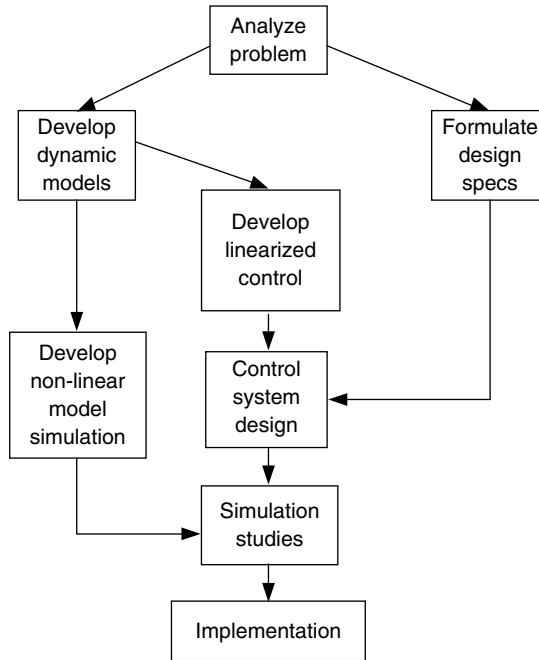 Analyze
problem
Develop
dynamic
models
Formulate
design
specs
Develop
linearized
control
Develop
non-linear
model
simulation
Control
system
design
Simulation
studies
Implementation